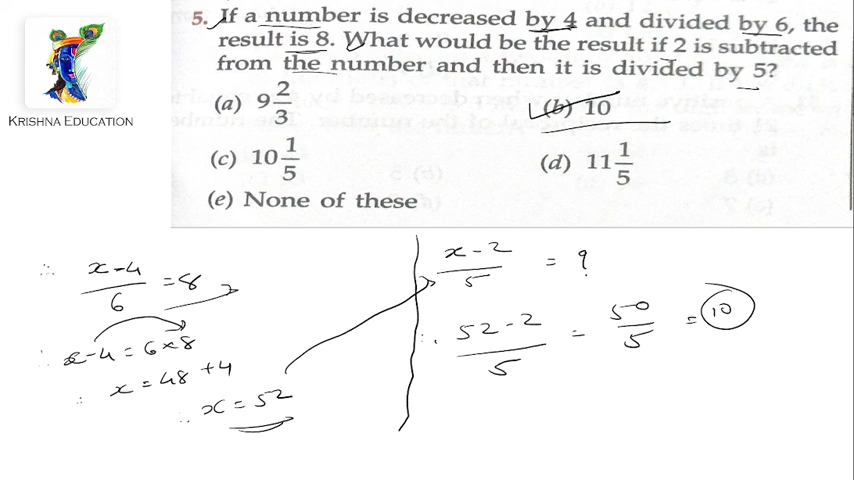 KRISHNA EDUCATION
5. If a number is decreased by 4 and divided by 6, the
result is 8. What would be the result if 2 is subtracted
from the number and then it is divided by 5?
(a) 9 2/3
(b) 10
(c) 10 1/5
(d) 11 1/5
(e) None of these
∴ x-4/6 = 8
∴ x-4 = 6×8
∴ x = 48+4
∴ x = 52
x-2/5 = ?
∴ 52-2/5 = 50/5 = 10